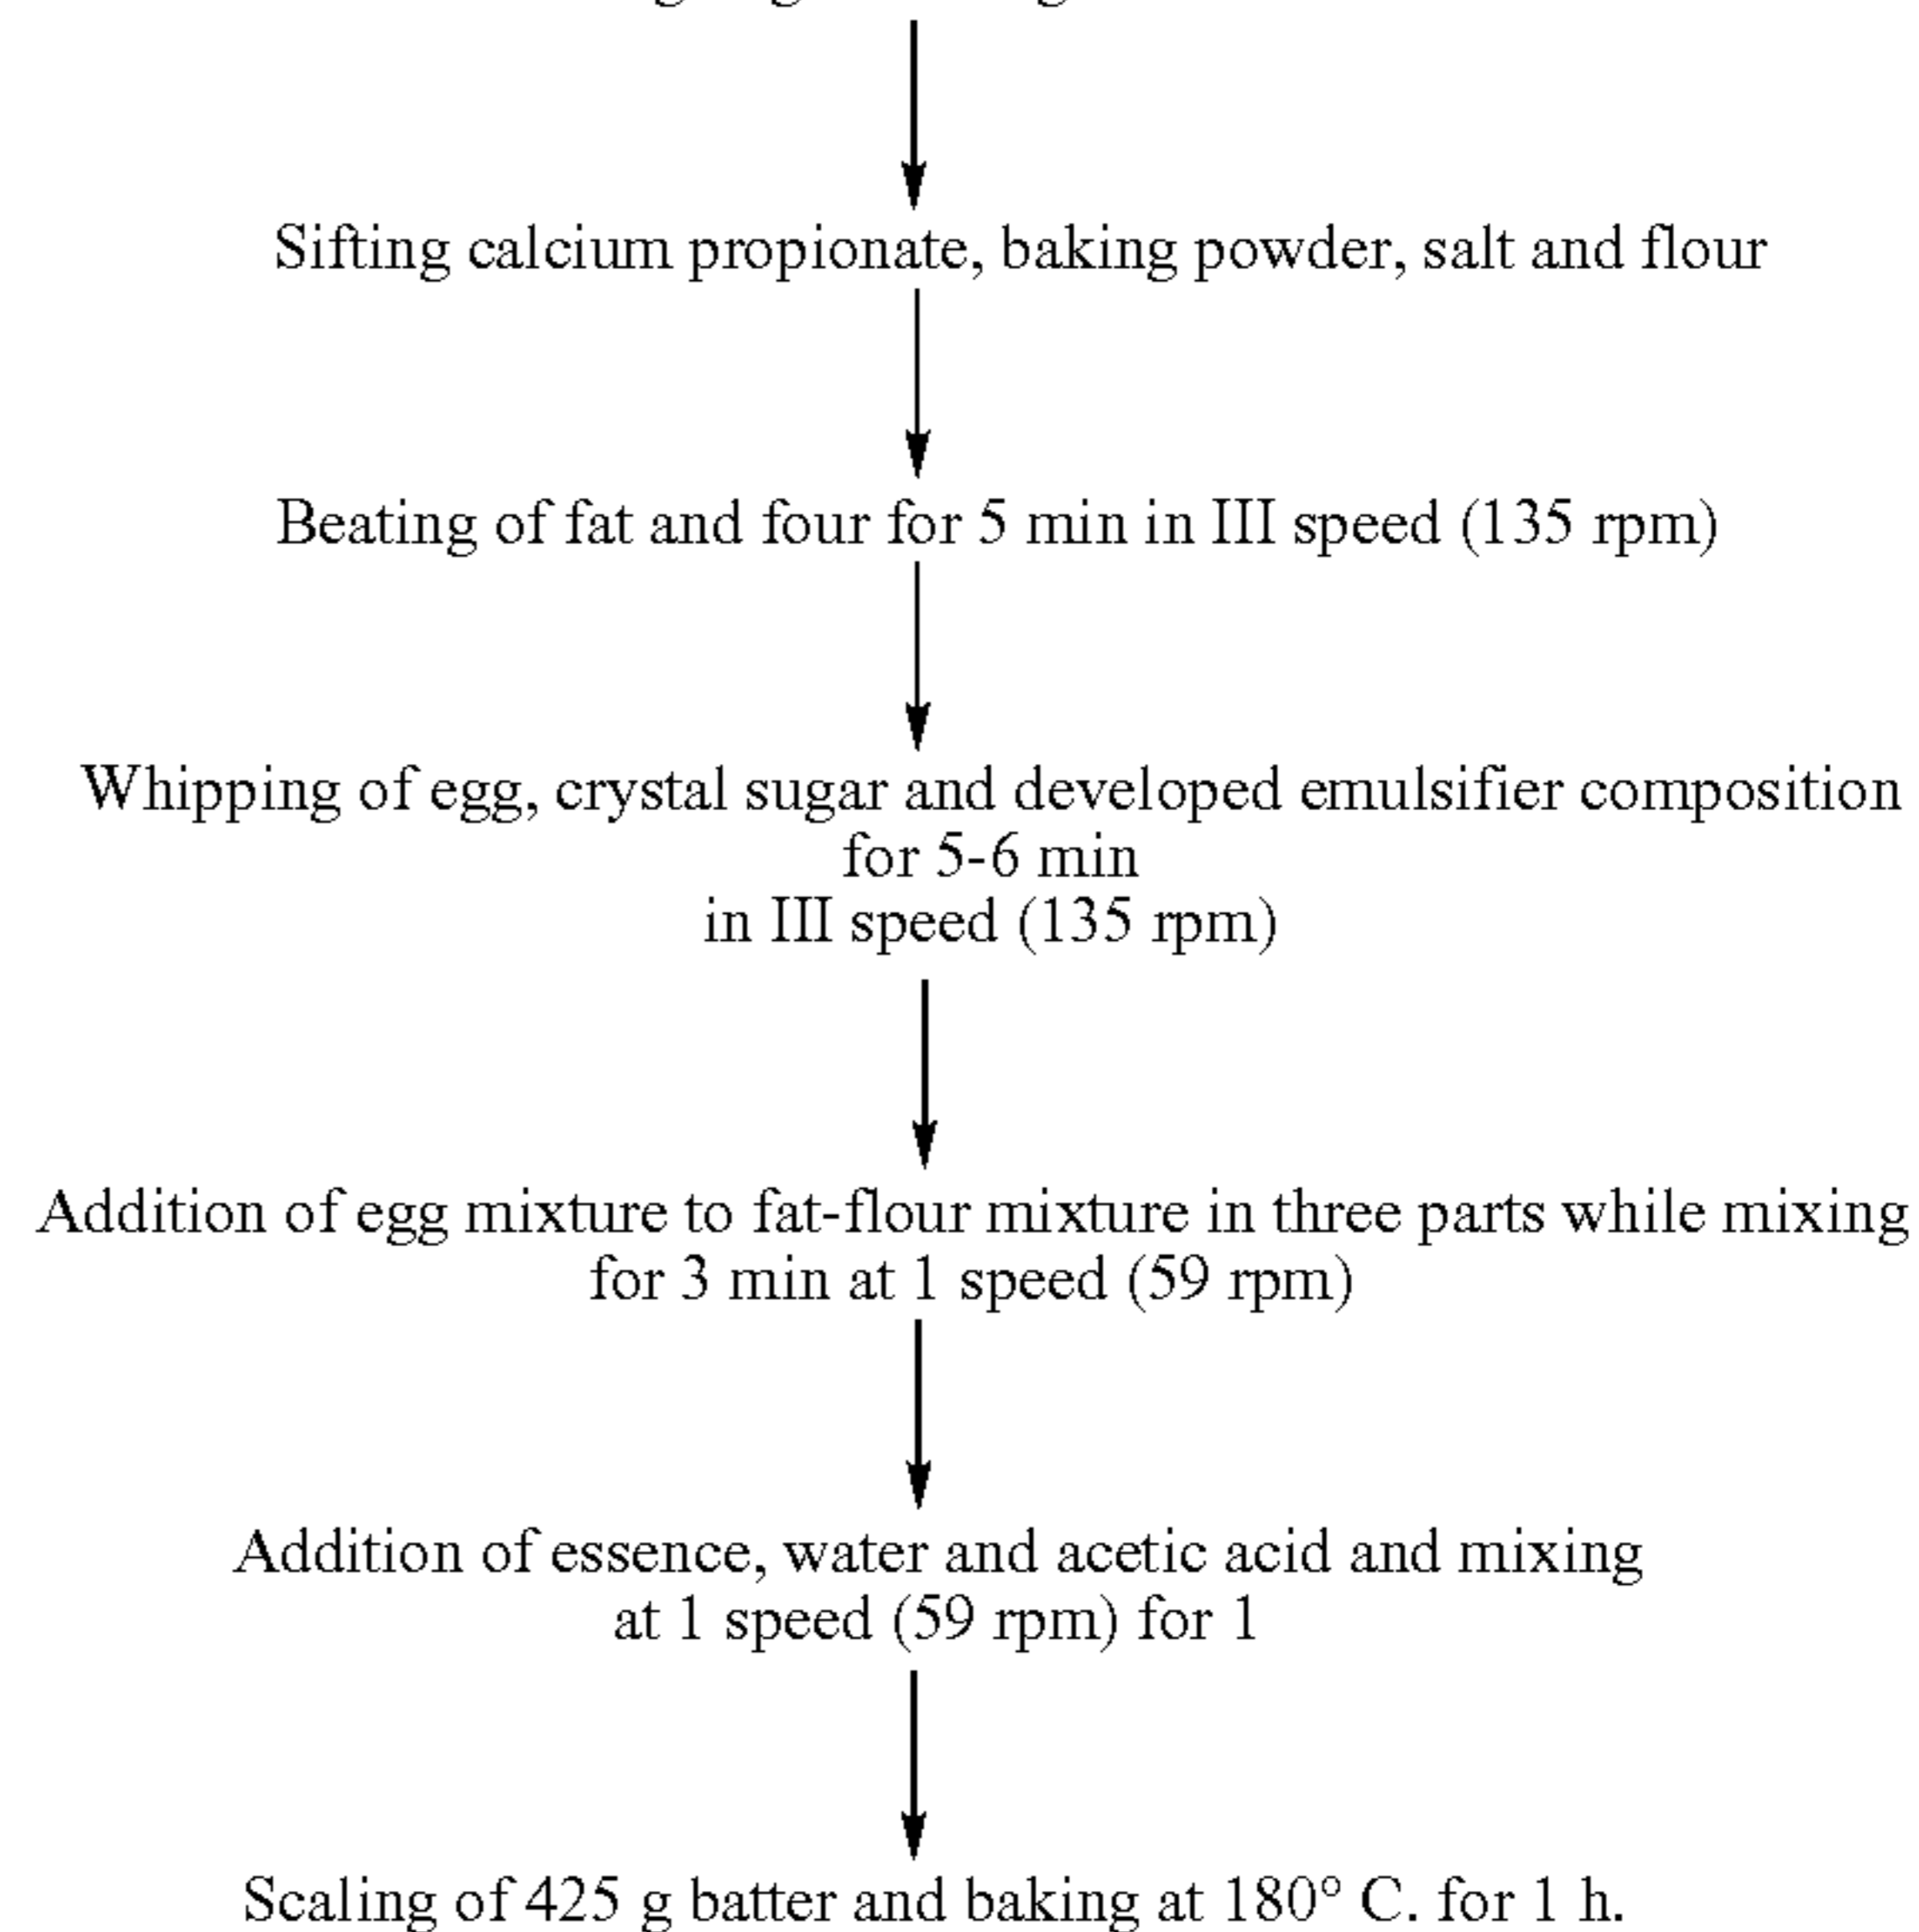 Sifting calcium propionate, baking powder, salt and flour
Beating of fat and four for 5 min in III speed (135 rpm)
Whipping of egg, crystal sugar and developed emulsifier composition
for 5-6 min
in III speed (135 rpm)
Addition of egg mixture to fat-flour mixture in three parts while mixing
for 3 min at 1 speed (59 rpm)
Addition of essence, water and acetic acid and mixing
at 1 speed (59 rpm) for 1
Scaling of 425 g batter and baking at 180° C. for 1 h.